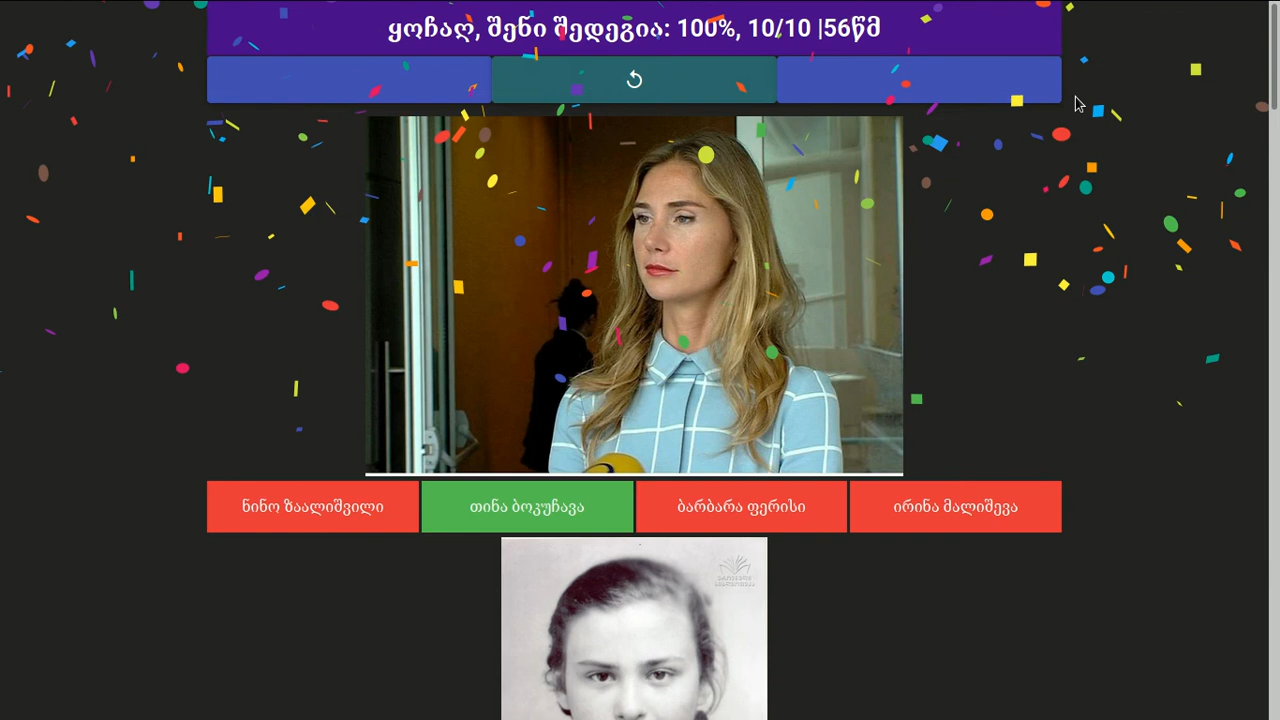 ყოჩაღ, შენი შედეგია: 100%, 10/10 |56წმ
ნინო ზაალიშვილი
თინა ბოკუჩავა
ბარბარა ფერისი
ირინა მალიშევა